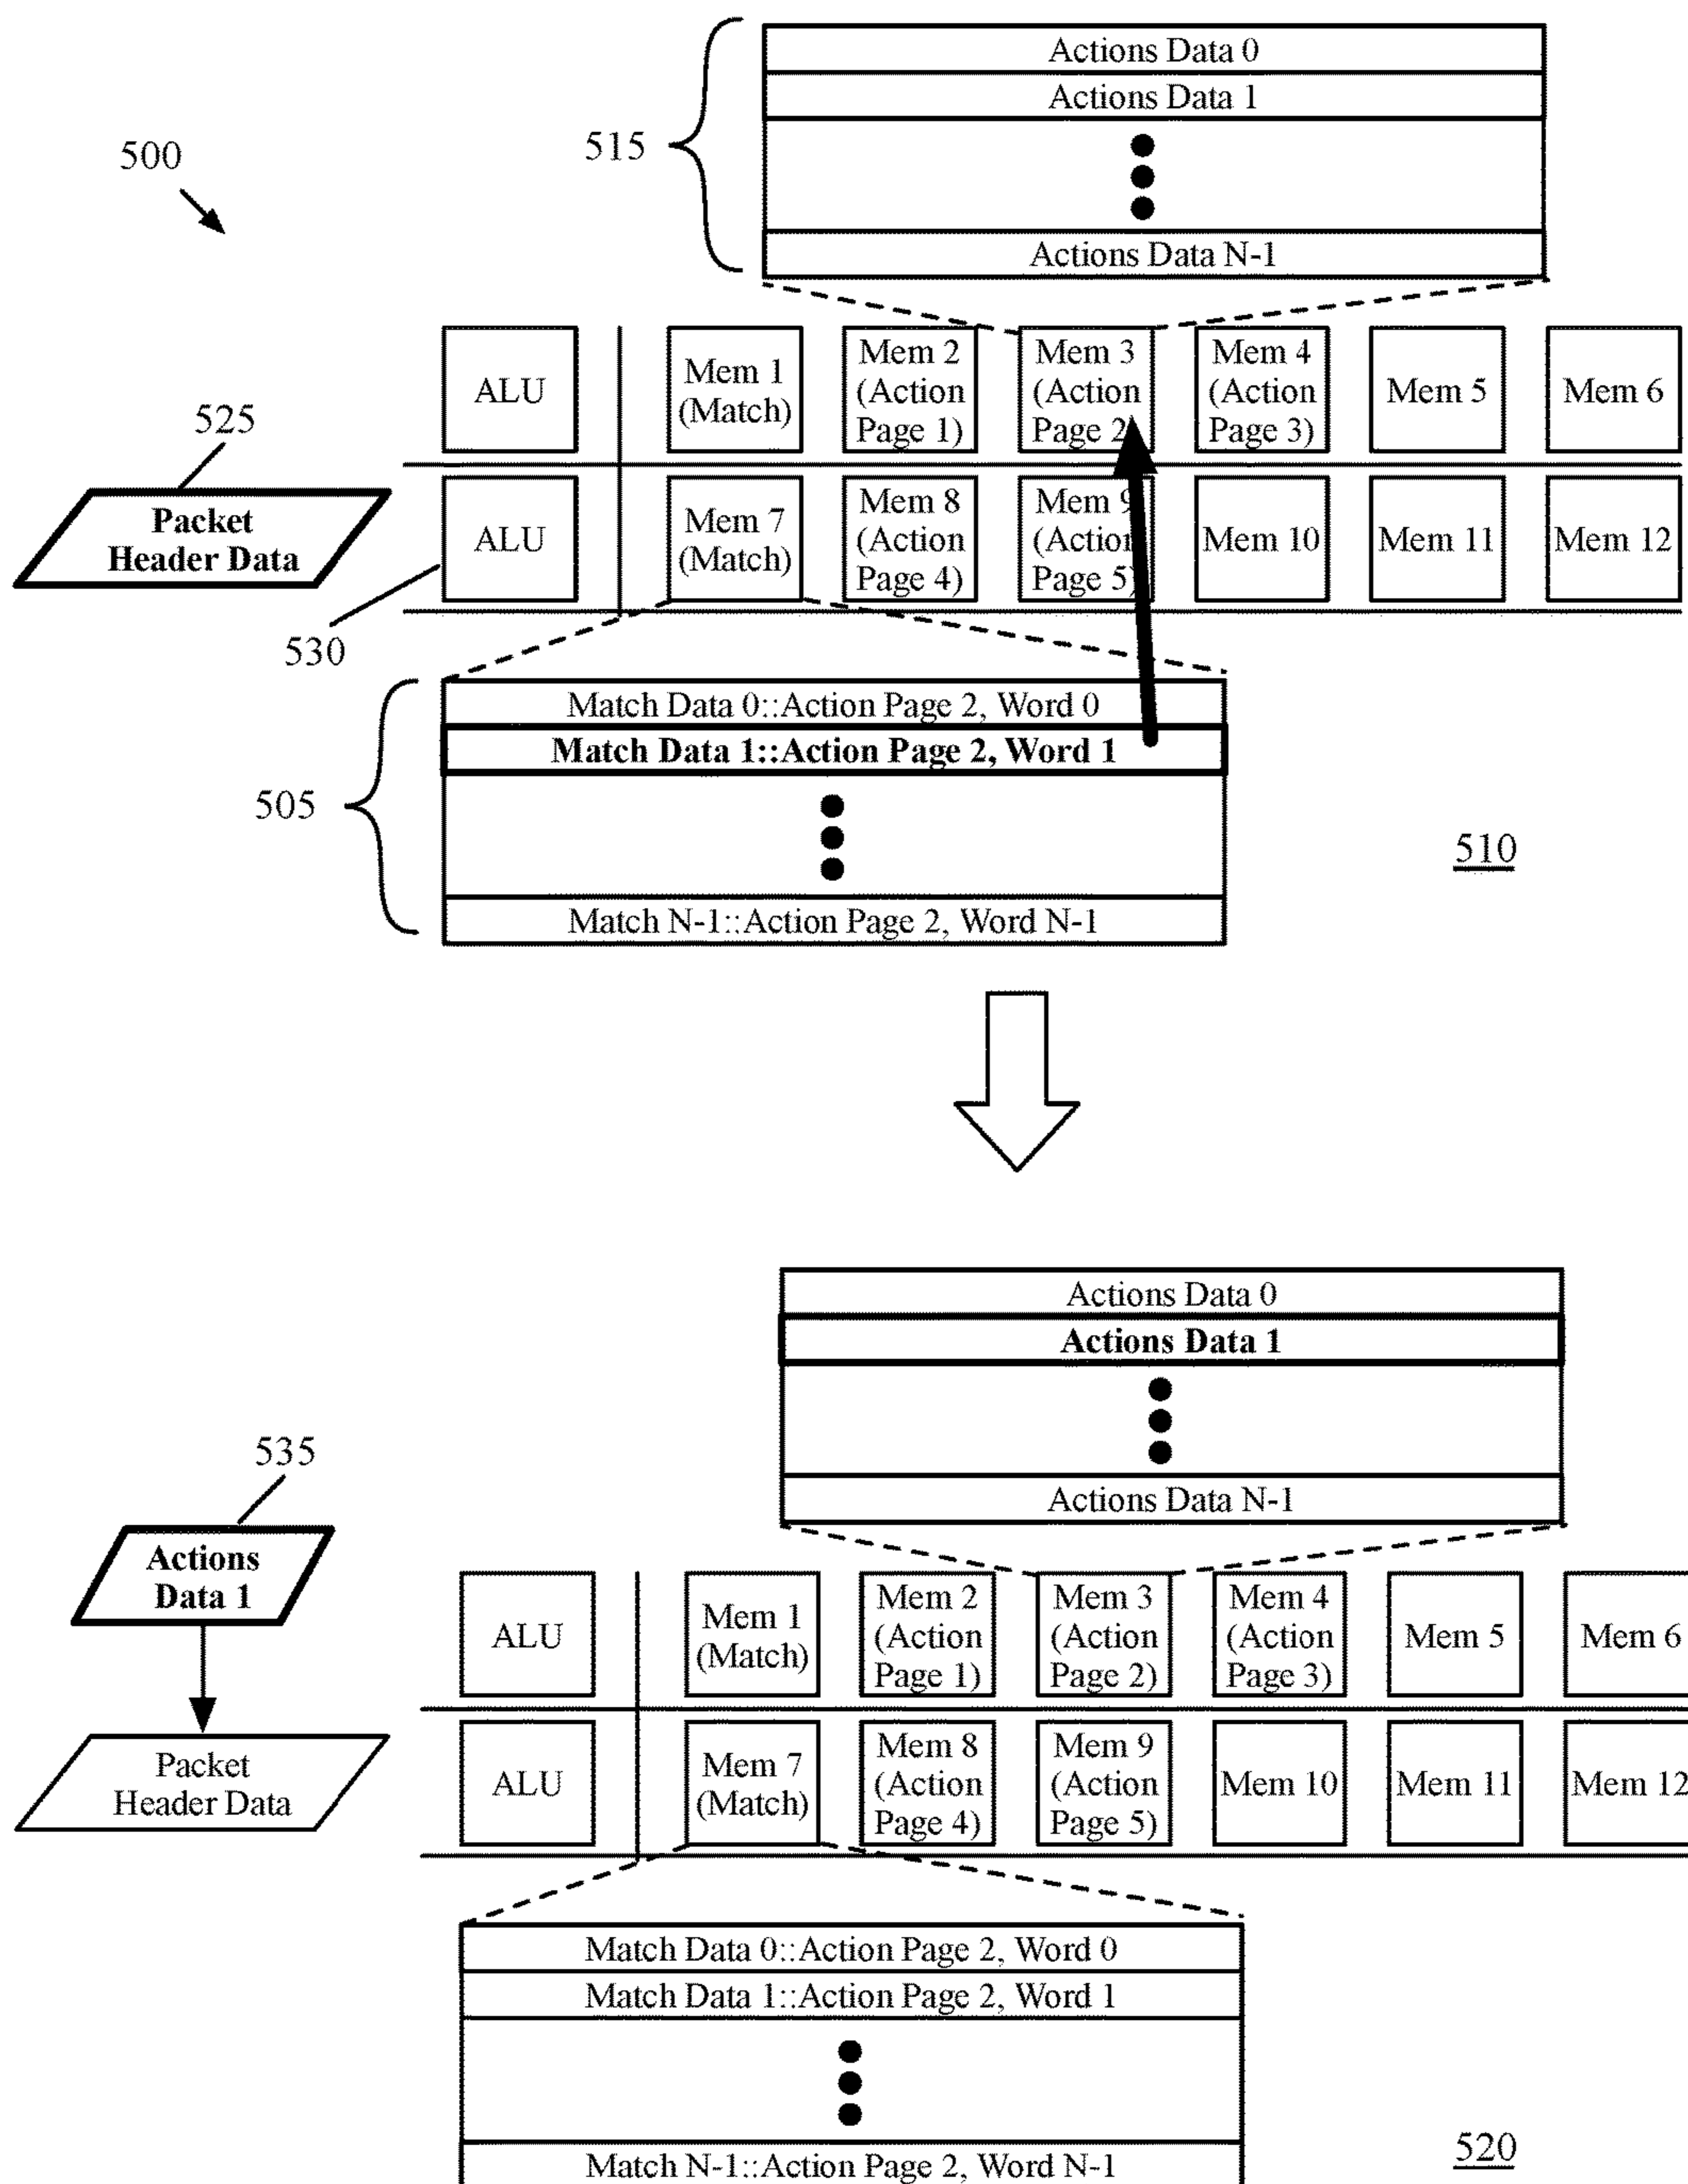 Actions Data 0
Actions Data 1
515
500
Actions Data N-1
ALU
Mem 1
(Match)
Mem 2
(Action
Page 1)
Mem 3
(Action
Page 2
Mem 4
(Action
Page 3)
Mem 5
Mem 6
525
Packet
Header Data
ALU
Mem 7
(Match)
Mem 8
(Action
Page 4)
Mem 9
(Action
Page 5)
Mem 10
Mem 11
Mem 12
530
Match Data 0::Action Page 2, Word 0
Match Data 1::Action Page 2, Word 1
505
510
Match N-1::Action Page 2, Word N-1
Actions Data 0
Actions Data 1
535
Actions Data N-1
Actions
Data 1
ALU
Mem 1
(Match)
Mem 2
(Action
Page 1)
Mem 3
(Action
Page 2)
Mem 4
(Action
Page 3)
Mem 5
Mem 6
Packet
Header Data
ALU
Mem 7
(Match)
Mem 8
(Action
Page 4)
Mem 9
(Action
Page 5)
Mem 10
Mem 11
Mem 12
Match Data 0::Action Page 2, Word 0
Match Data 1::Action Page 2, Word 1
520
Match N-1::Action Page 2, Word N-1